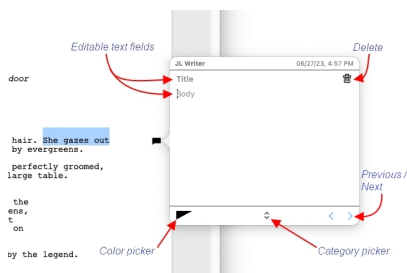 Editable text fields
Delete
JL Writer 06/27/23, 4:57 PM
Title
Body
door
hair. She gazes out
by evergreens.
perfectly groomed,
large table.
the
ens,
t
on
by the legend.
Previous /
Next
Color picker
Category picker